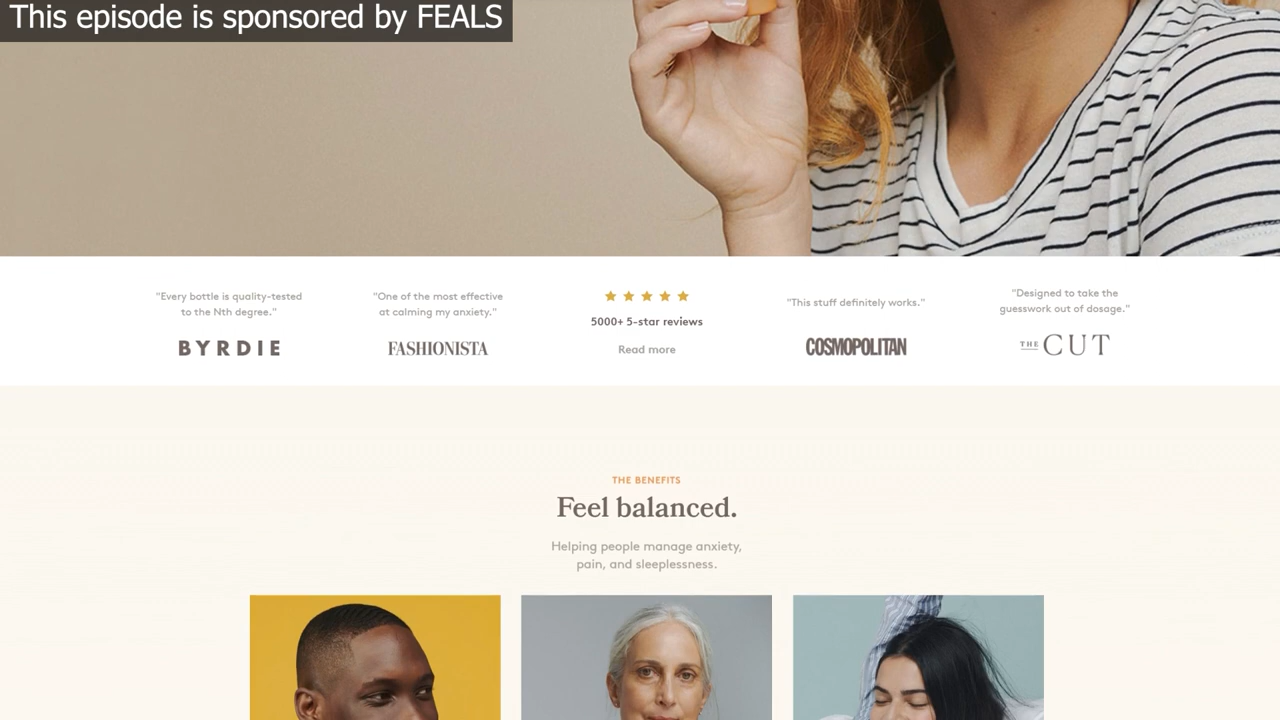 This episode is sponsored by FEALS
"Every bottle is quality-tested
to the Nth degree."
BYRDIE
"One of the most effective
at calming my anxiety."
FASHIONISTA
5000+ 5-star reviews
Read more
"This stuff definitely works."
COSMOPOLITAN
"Designed to take the
guesswork out of dosage."
THE CUT
THE BENEFITS
Feel balanced.
Helping people manage anxiety,
pain, and sleeplessness.